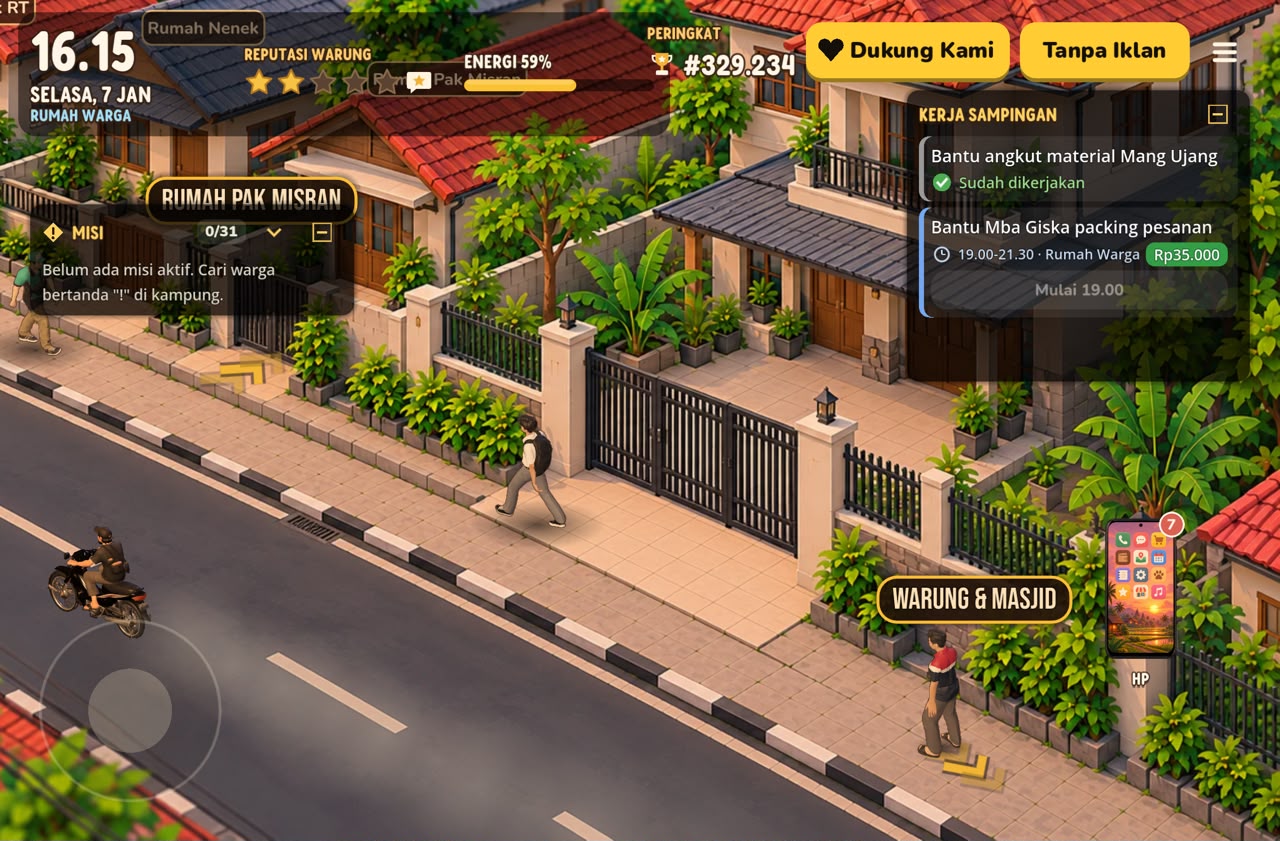 RT
Rumah Nenek
16.15
SELASA, 7 JAN
RUMAH WARGA
REPUTASI WARUNG
Pak Misran
ENERGI 59%
PERINGKAT
#329.234
Dukung Kami
Tanpa Iklan
KERJA SAMPINGAN
Bantu angkut material Mang Ujang
Sudah dikerjakan
Bantu Mba Giska packing pesanan
19.00-21.30 · Rumah Warga
Rp35.000
Mulai 19.00
RUMAH PAK MISRAN
MISI
0/31
Belum ada misi aktif. Cari warga
bertanda "!" di kampung.
WARUNG & MASJID
7
HP